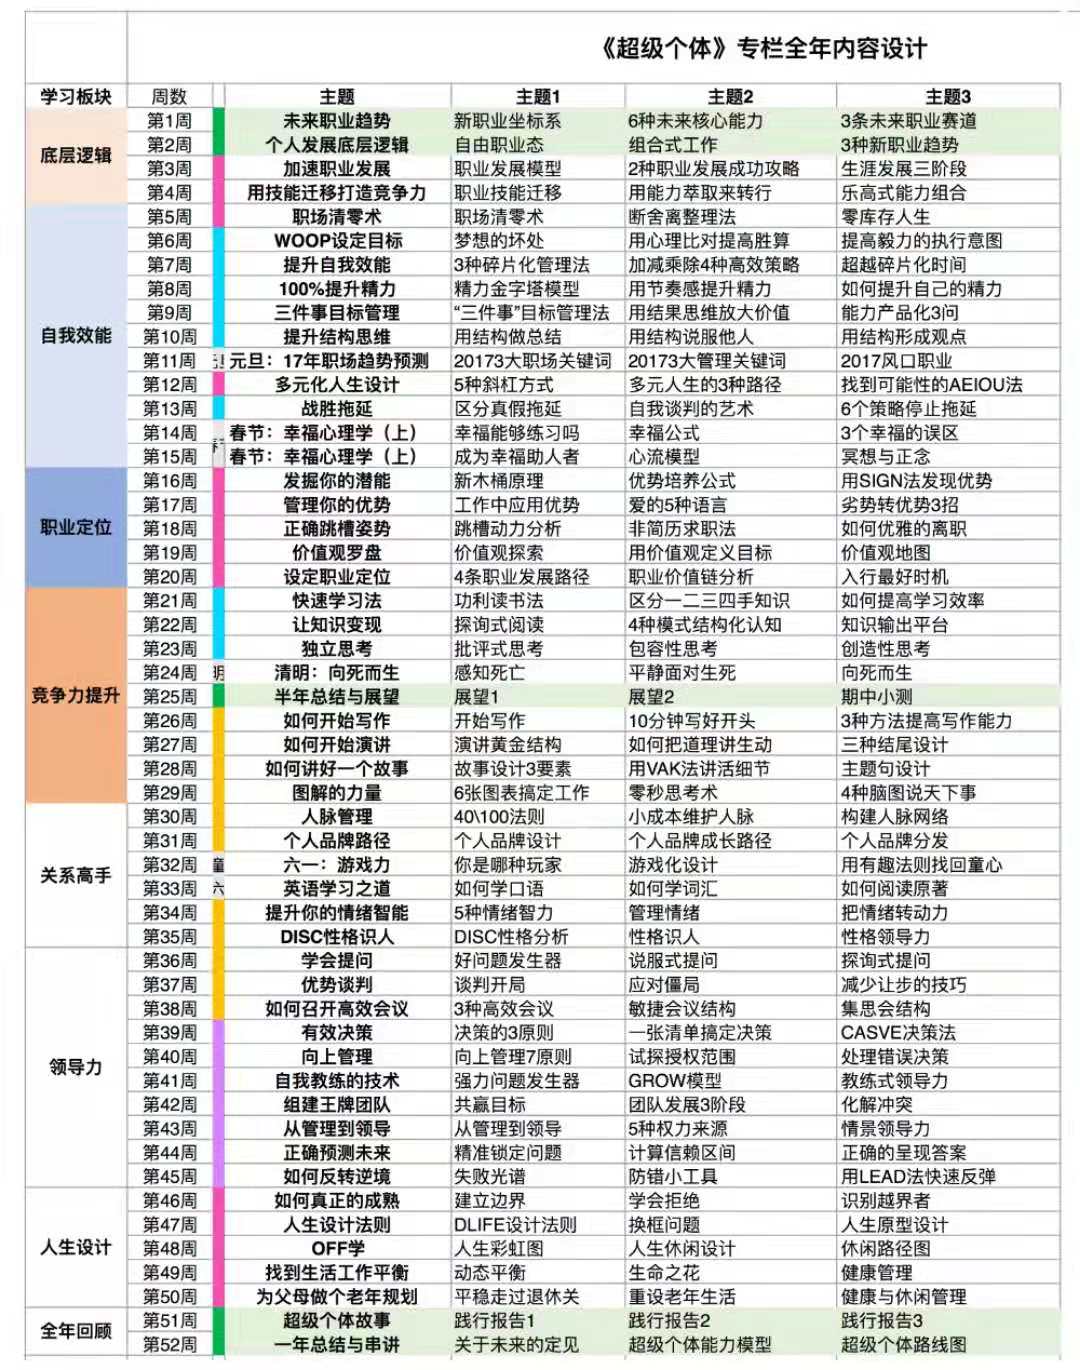 《超级个体》专栏全年内容设计
学习板块 周数 主题 主题1 主题2 主题3
底层逻辑
第1周 未来职业趋势 新职业坐标系 6种未来核心能力 3条未来职业赛道
第2周 个人发展底层逻辑 自由职业态 组合式工作 3种新职业趋势
第3周 加速职业发展 职业发展模型 2种职业发展成功攻略 生涯发展三阶段
第4周 用技能迁移打造竞争力 职业技能迁移 用能力萃取来转行 乐高式能力组合
自我效能
第5周 职场清零术 职场清零术 断舍离整理法 零库存人生
第6周 WOOP设定目标 梦想的坏处 用心理比对提高胜算 提高毅力的执行意图
第7周 提升自我效能 3种碎片化管理法 加减乘除4种高效策略 超越碎片化时间
第8周 100%提升精力 精力金字塔模型 用节奏感提升精力 如何提升自己的精力
第9周 三件事目标管理 “三件事”目标管理法 用结果思维放大价值 能力产品化3问
第10周 提升结构思维 用结构做总结 用结构说服他人 用结构形成观点
第11周 元旦：17年职场趋势预测 20173大职场关键词 20173大管理关键词 2017风口职业
第12周 多元化人生设计 5种斜杠方式 多元人生的3种路径 找到可能性的AEIOU法
第13周 战胜拖延 区分真假拖延 自我谈判的艺术 6个策略停止拖延
第14周 春节：幸福心理学（上） 幸福能够练习吗 幸福公式 3个幸福的误区
第15周 春节：幸福心理学（上） 成为幸福助人者 心流模型 冥想与正念
职业定位
第16周 发掘你的潜能 新木桶原理 优势培养公式 用SIGN法发现优势
第17周 管理你的优势 工作中应用优势 爱的5种语言 劣势转优势3招
第18周 正确跳槽姿势 跳槽动力分析 非简历求职法 如何优雅的离职
第19周 价值观罗盘 价值观探索 用价值观定义目标 价值观地图
第20周 设定职业定位 4条职业发展路径 职业价值链分析 入行最好时机
竞争力提升
第21周 快速学习法 功利读书法 区分一二三四手知识 如何提高学习效率
第22周 让知识变现 探询式阅读 4种模式结构化认知 知识输出平台
第23周 独立思考 批评式思考 包容性思考 创造性思考
第24周 明 清明：向死而生 感知死亡 平静面对生死 向死而生
第25周 半年总结与展望 展望1 展望2 期中小测
第26周 如何开始写作 开始写作 10分钟写好开头 3种方法提高写作能力
第27周 如何开始演讲 演讲黄金结构 如何把道理讲生动 三种结尾设计
第28周 如何讲好一个故事 故事设计3要素 用VAK法讲活细节 主题句设计
第29周 图解的力量 6张图表搞定工作 零秒思考术 4种脑图说天下事
关系高手
第30周 人脉管理 40\100法则 小成本维护人脉 构建人脉网络
第31周 个人品牌路径 个人品牌设计 个人品牌成长路径 个人品牌分发
第32周 童 六一：游戏力 你是哪种玩家 游戏化设计 用有趣法则找回童心
第33周 六 英语学习之道 如何学口语 如何学词汇 如何阅读原著
第34周 提升你的情绪智能 5种情绪智力 管理情绪 把情绪转动力
第35周 DISC性格识人 DISC性格分析 性格识人 性格领导力
领导力
第36周 学会提问 好问题发生器 说服式提问 探询式提问
第37周 优势谈判 谈判开局 应对僵局 减少让步的技巧
第38周 如何召开高效会议 3种高效会议 敏捷会议结构 集思会结构
第39周 有效决策 决策的3原则 一张清单搞定决策 CASVE决策法
第40周 向上管理 向上管理7原则 试探授权范围 处理错误决策
第41周 自我教练的技术 强力问题发生器 GROW模型 教练式领导力
第42周 组建王牌团队 共赢目标 团队发展3阶段 化解冲突
第43周 从管理到领导 从管理到领导 5种权力来源 情景领导力
第44周 正确预测未来 精准锁定问题 计算信赖区间 正确的呈现答案
第45周 如何反转逆境 失败光谱 防错小工具 用LEAD法快速反弹
人生设计
第46周 如何真正的成熟 建立边界 学会拒绝 识别越界者
第47周 人生设计法则 DLIFE设计法则 换框问题 人生原型设计
第48周 OFF学 人生彩虹图 人生休闲设计 休闲路径图
第49周 找到生活工作平衡 动态平衡 生命之花 健康管理
第50周 为父母做个老年规划 平稳走过退休关 重设老年生活 健康与休闲管理
全年回顾
第51周 超级个体故事 践行报告1 践行报告2 践行报告3
第52周 一年总结与串讲 关于未来的定见 超级个体能力模型 超级个体路线图